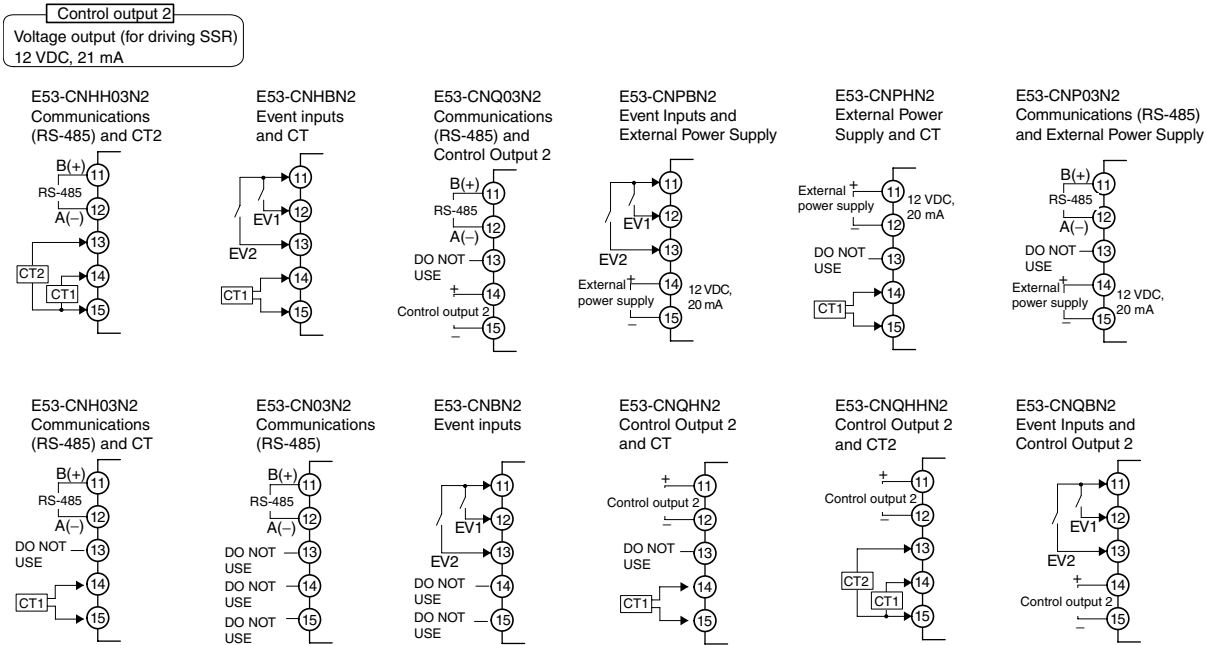 Control output 2
Voltage output (for driving SSR)
12 VDC, 21 mA
E53-CNHH03N2
Communications
(RS-485) and CT2
B(+)
11
RS-485
12
A(−)
13
CT2
14
CT1
15
E53-CNHBN2
Event inputs
and CT
11
12
EV1
13
EV2
14
CT1
15
E53-CNQ03N2
Communications
(RS-485) and
Control Output 2
B(+)
11
RS-485
12
A(−)
DO NOT
13
USE
+
14
Control output 2
15
−
E53-CNPBN2
Event Inputs and
External Power Supply
11
12
EV1
13
EV2
14
External +
12 VDC,
power supply
20 mA
15
−
E53-CNPHN2
External Power
Supply and CT
External +
11
12 VDC,
power supply
20 mA
12
−
DO NOT
13
USE
14
CT1
15
E53-CNP03N2
Communications (RS-485)
and External Power Supply
B(+)
11
RS-485
12
A(−)
DO NOT
13
USE
14
External +
12 VDC,
power supply
20 mA
15
−
E53-CNH03N2
Communications
(RS-485) and CT
B(+)
11
RS-485
12
A(−)
DO NOT
13
USE
14
CT1
15
E53-CN03N2
Communications
(RS-485)
B(+)
11
RS-485
12
A(−)
DO NOT
13
USE
DO NOT
14
USE
DO NOT
15
USE
E53-CNBN2
Event inputs
11
12
EV1
13
EV2
DO NOT
14
USE
DO NOT
15
USE
E53-CNQHN2
Control Output 2
and CT
+
11
Control output 2
12
−
DO NOT
13
USE
14
CT1
15
E53-CNQHHN2
Control Output 2
and CT2
+
11
Control output 2
12
−
13
CT2
14
CT1
15
E53-CNQBN2
Event Inputs and
Control Output 2
11
12
EV1
13
EV2
+
14
Control output 2
15
−